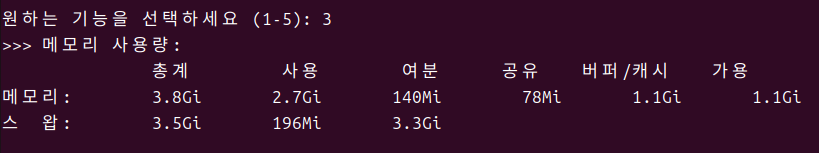 원하는 기능을 선택하세요 (1-5): 3
>>> 메모리 사용량:
총계 사용 여분 공유 버퍼/캐시 가용
메모리: 3.8Gi 2.7Gi 140Mi 78Mi 1.1Gi 1.1Gi
스왑: 3.5Gi 196Mi 3.3Gi